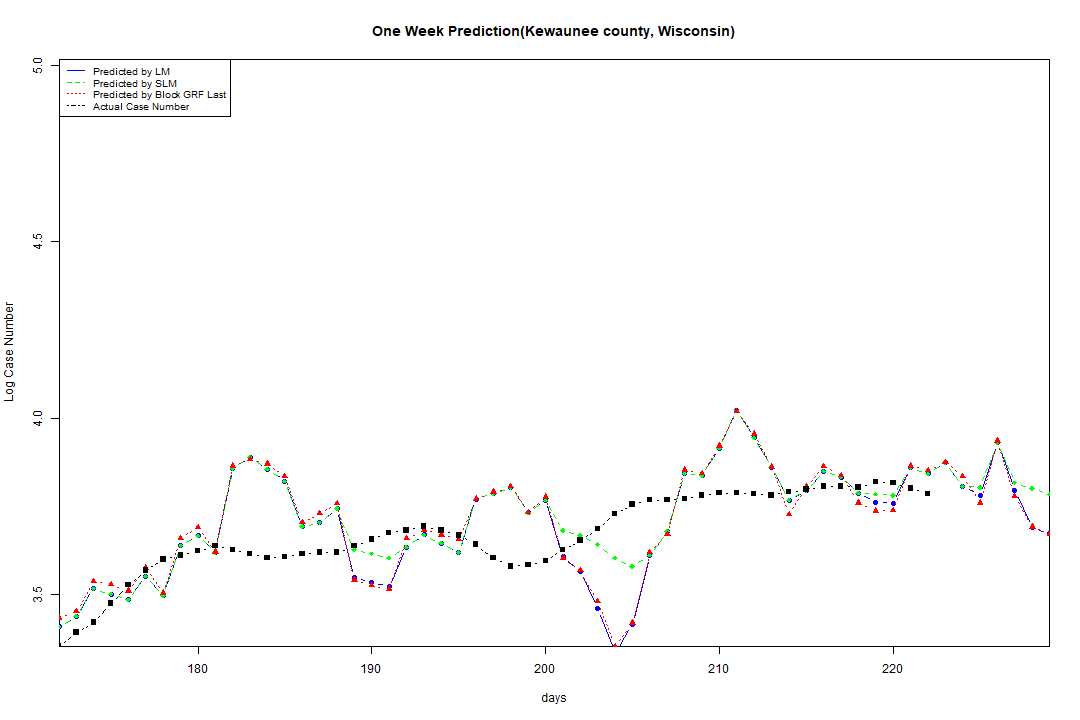 One Week Prediction(Kewaunee county, Wisconsin)
Predicted by LM
Predicted by SLM
Predicted by Block GRF Last
Actual Case Number
5.0
4.5
4.0
3.5
Log Case Number
180 190 200 210 220
days